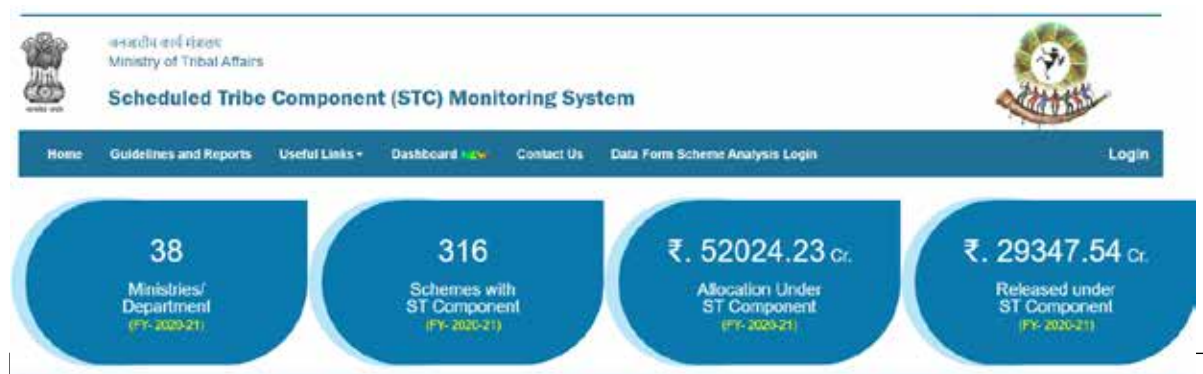 जनजातीय कार्य मंत्रालय
Ministry of Tribal Affairs
Scheduled Tribe Component (STC) Monitoring System
Home Guidelines and Reports Useful Links Dashboard NEW Contact Us Data Form Scheme Analysis Login Login
38
Ministries/
Department
(FY- 2020-21)
316
Schemes with
ST Component
(FY- 2020-21)
₹. 52024.23 Cr.
Allocation Under
ST Component
(FY- 2020-21)
₹. 29347.54 Cr.
Released under
ST Component
(FY- 2020-21)